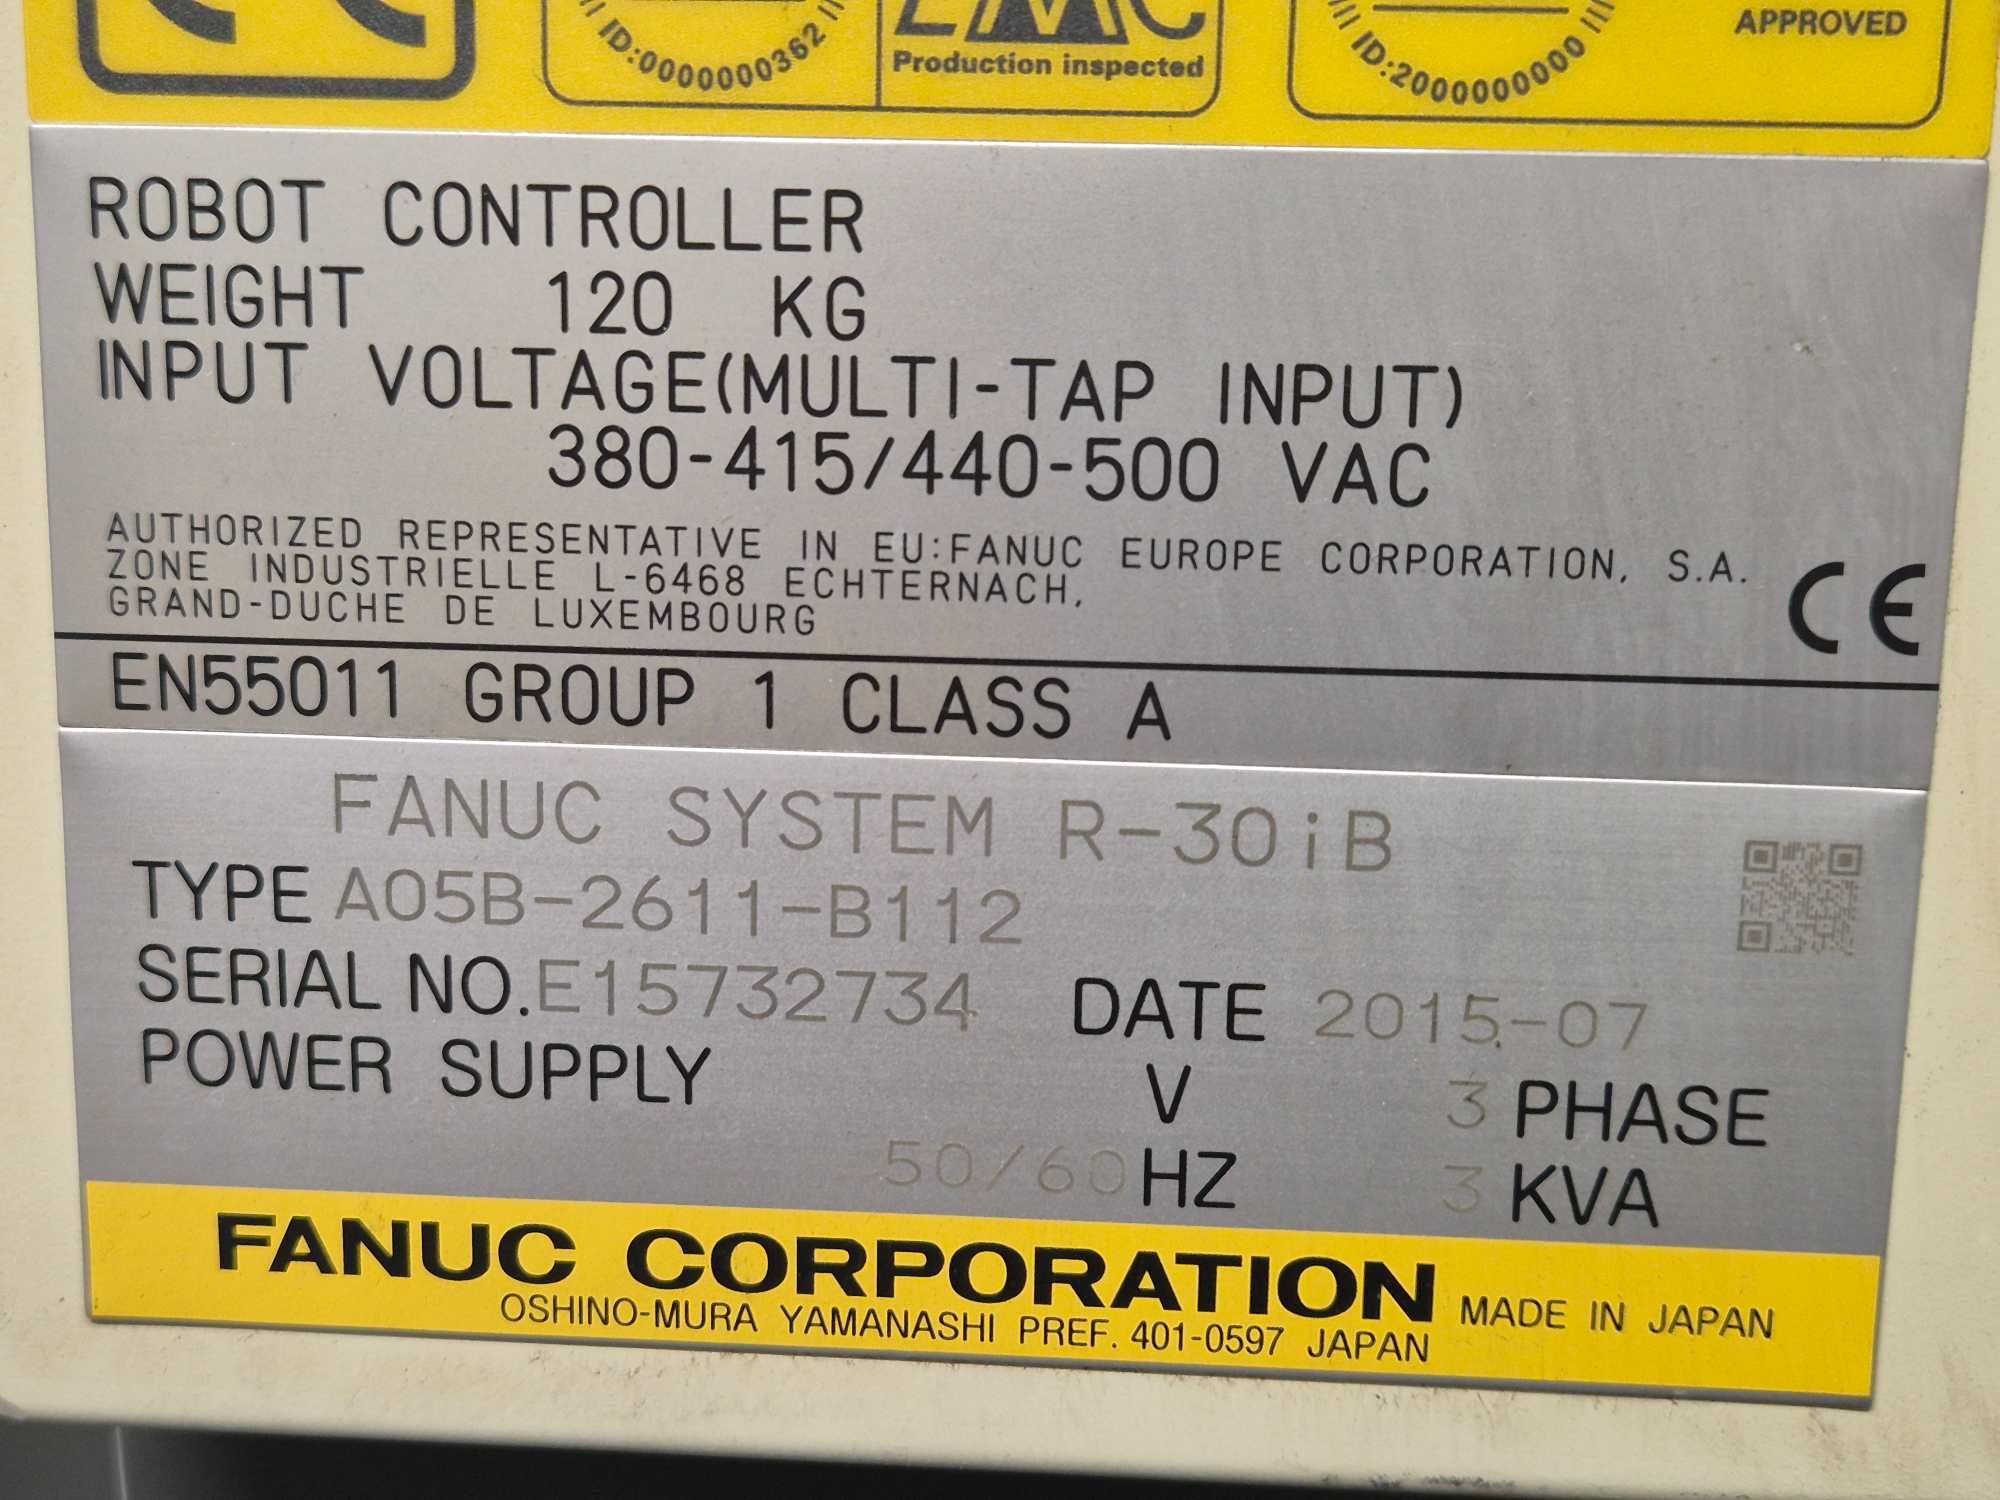 ID:0000000362
EMC
Production inspected
ID:2000000000
APPROVED
ROBOT CONTROLLER
WEIGHT 120 KG
INPUT VOLTAGE(MULTI-TAP INPUT)
380-415/440-500 VAC
AUTHORIZED REPRESENTATIVE IN EU:FANUC EUROPE CORPORATION, S.A.
ZONE INDUSTRIELLE L-6468 ECHTERNACH,
GRAND-DUCHE DE LUXEMBOURG
CE
EN55011 GROUP 1 CLASS A
FANUC SYSTEM R-30iB
TYPE A05B-2611-B112
SERIAL NO.E15732734 DATE 2015-07
POWER SUPPLY V 3 PHASE
50/60 HZ 3 KVA
FANUC CORPORATION MADE IN JAPAN
OSHINO-MURA YAMANASHI PREF. 401-0597 JAPAN